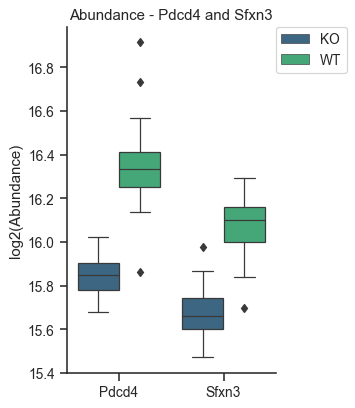 Abundance - Pdcd4 and Sfxn3
KO
WT
log2(Abundance)
16.8
16.6
16.4
16.2
16.0
15.8
15.6
15.4
Pdcd4
Sfxn3